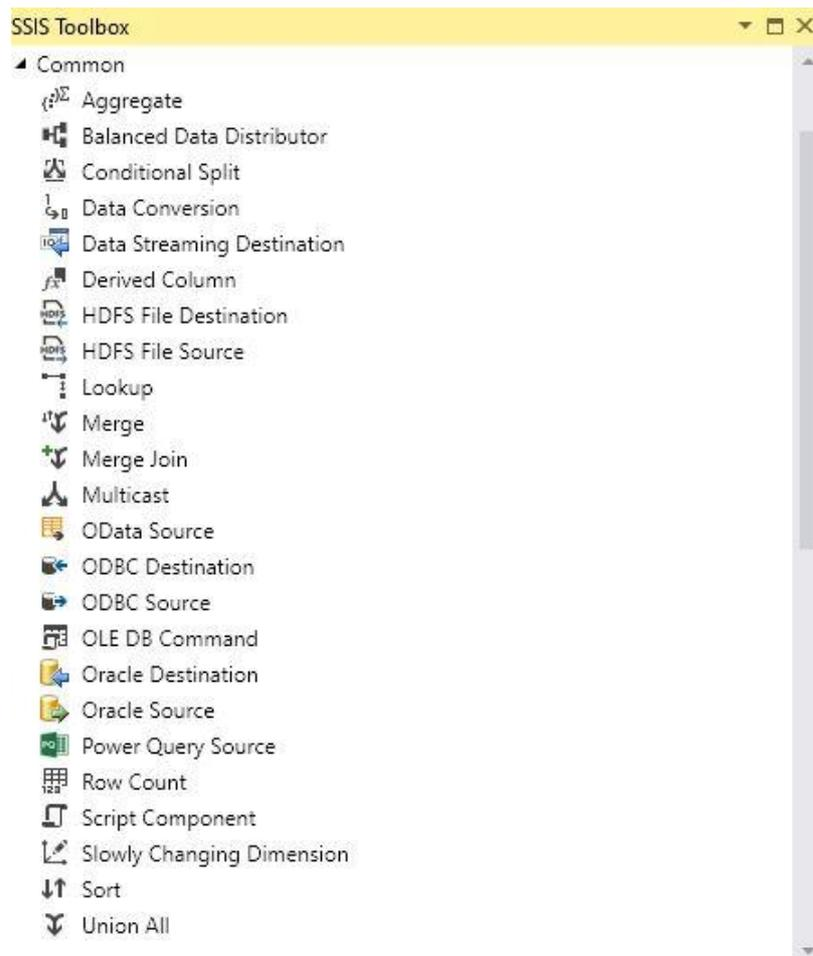 SSIS Toolbox
Common
Aggregate
Balanced Data Distributor
Conditional Split
Data Conversion
Data Streaming Destination
Derived Column
HDFS File Destination
HDFS File Source
Lookup
Merge
Merge Join
Multicast
OData Source
ODBC Destination
ODBC Source
OLE DB Command
Oracle Destination
Oracle Source
Power Query Source
Row Count
Script Component
Slowly Changing Dimension
Sort
Union All